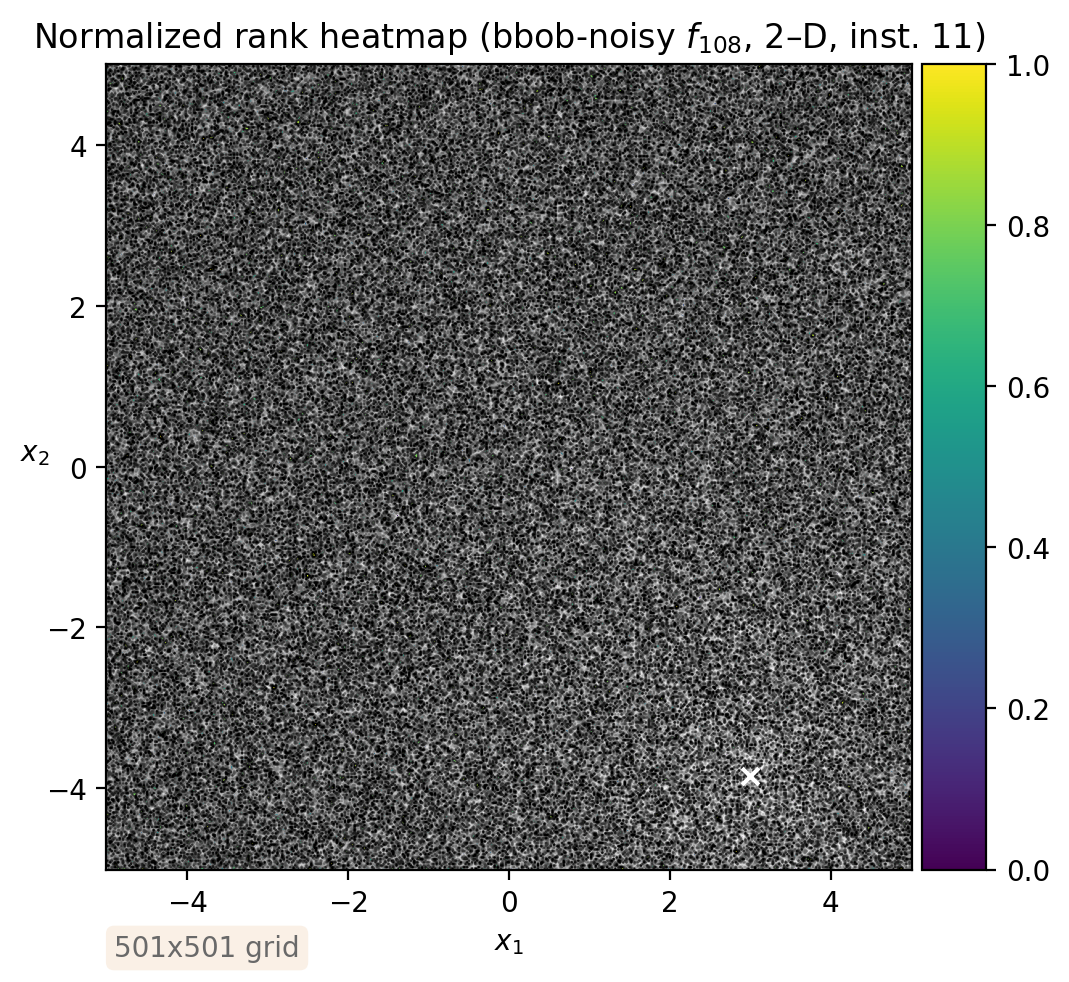 Normalized rank heatmap (bbob-noisy f₁₀₈, 2–D, inst. 11)
4
2
0
−2
−4
x₂
−4 −2 0 2 4
x₁
1.0
0.8
0.6
0.4
0.2
0.0
501x501 grid